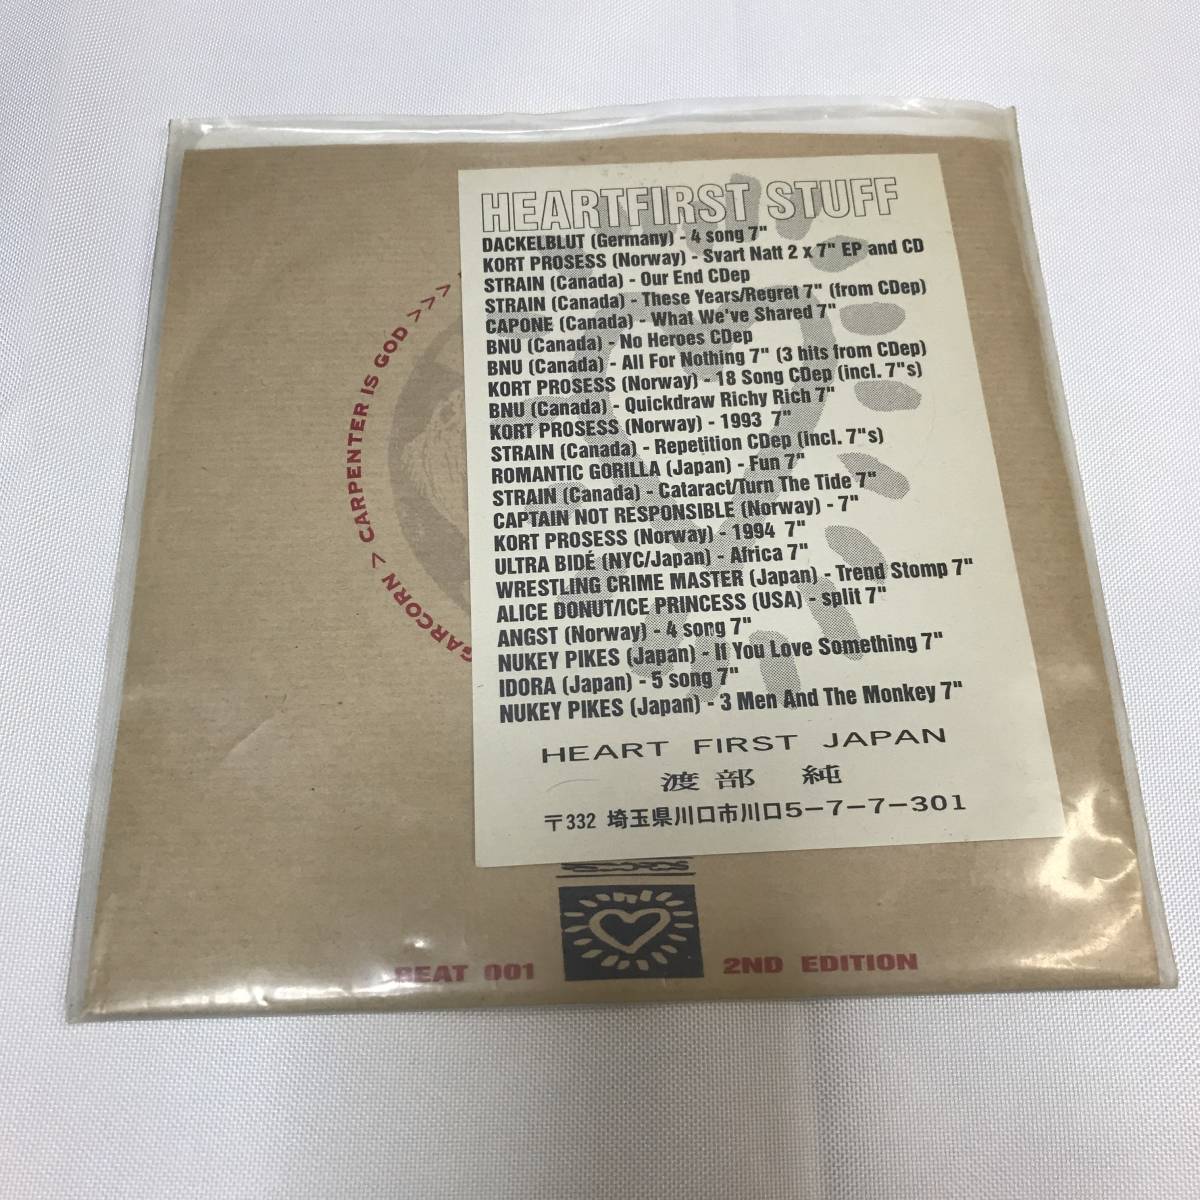 HEARTFIRST STUFF
DACKELBLUT (Germany) - 4 song 7"
KORT PROSESS (Norway) - Svart Natt 2 x 7" EP and CD
STRAIN (Canada) - Our End CDep
STRAIN (Canada) - These Years/Regret 7" (from CDep)
CAPONE (Canada) - What We've Shared 7"
BNU (Canada) - No Heroes CDep
BNU (Canada) - All For Nothing 7" (3 hits from CDep)
KORT PROSESS (Norway) - 18 Song CDep (incl. 7"s)
BNU (Canada) - Quickdraw Richy Rich 7"
KORT PROSESS (Norway) - 1993 7"
STRAIN (Canada) - Repetition CDep (incl. 7"s)
ROMANTIC GORILLA (Japan) - Fun 7"
STRAIN (Canada) - Cataract/Turn The Tide 7"
CAPTAIN NOT RESPONSIBLE (Norway) - 7"
KORT PROSESS (Norway) - 1994 7"
ULTRA BIDÉ (NYC/Japan) - Africa 7"
WRESTLING CRIME MASTER (Japan) - Trend Stomp 7"
ALICE DONUT/ICE PRINCESS (USA) - split 7"
ANGST (Norway) - 4 song 7"
NUKEY PIKES (Japan) - If You Love Something 7"
IDORA (Japan) - 5 song 7"
NUKEY PIKES (Japan) - 3 Men And The Monkey 7"
HEART FIRST JAPAN
渡部 純
〒332 埼玉県川口市川口5-7-7-301
GARCORN > CARPENTER IS GOD >>>
BEAT 001 2ND EDITION